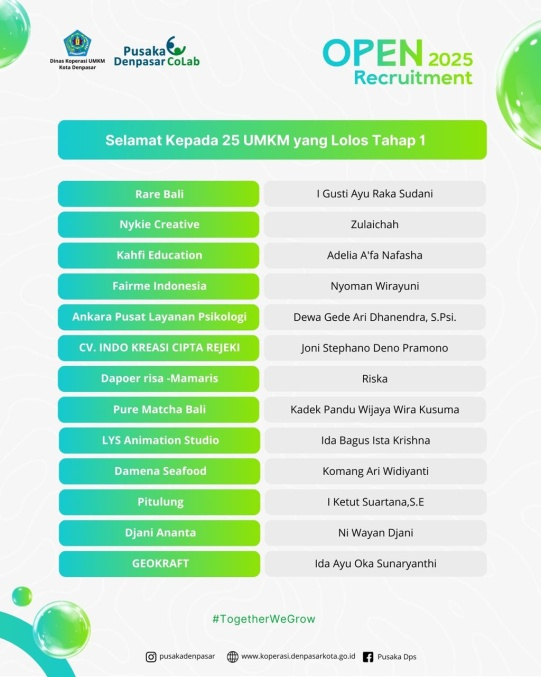 Dinas Koperasi UMKM
Kota Denpasar
Pusaka
Denpasar CoLab
OPEN 2025
Recruitment
Selamat Kepada 25 UMKM yang Lolos Tahap 1
Rare Bali I Gusti Ayu Raka Sudani
Nykie Creative Zulaichah
Kahfi Education Adelia A'fa Nafasha
Fairme Indonesia Nyoman Wirayuni
Ankara Pusat Layanan Psikologi Dewa Gede Ari Dhanendra, S.Psi.
CV. INDO KREASI CIPTA REJEKI Joni Stephano Deno Pramono
Dapoer risa -Mamaris Riska
Pure Matcha Bali Kadek Pandu Wijaya Wira Kusuma
LYS Animation Studio Ida Bagus Ista Krishna
Damena Seafood Komang Ari Widiyanti
Pitulung I Ketut Suartana,S.E
Djani Ananta Ni Wayan Djani
GEOKRAFT Ida Ayu Oka Sunaryanthi
#TogetherWeGrow
pusakadenpasar www.koperasi.denpasarkota.go.id Pusaka Dps